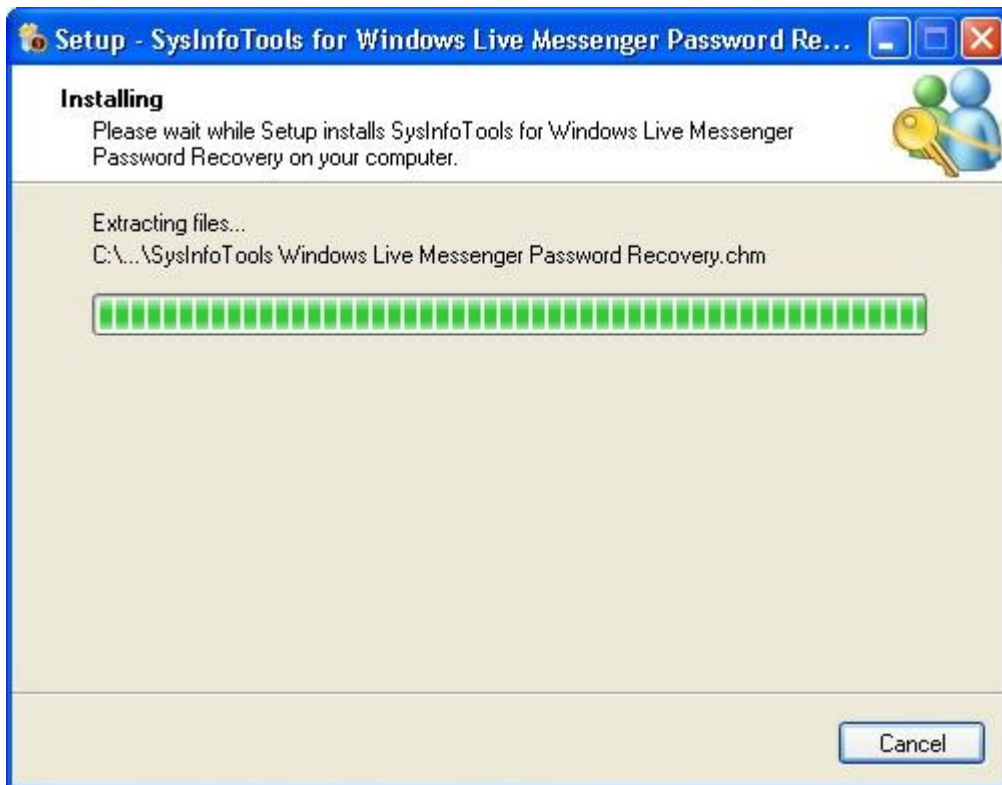 Setup - SysInfoTools for Windows Live Messenger Password Re...
Installing
Please wait while Setup installs SysInfoTools for Windows Live Messenger
Password Recovery on your computer.
Extracting files...
C:\...\SysInfoTools Windows Live Messenger Password Recovery.chm
Cancel